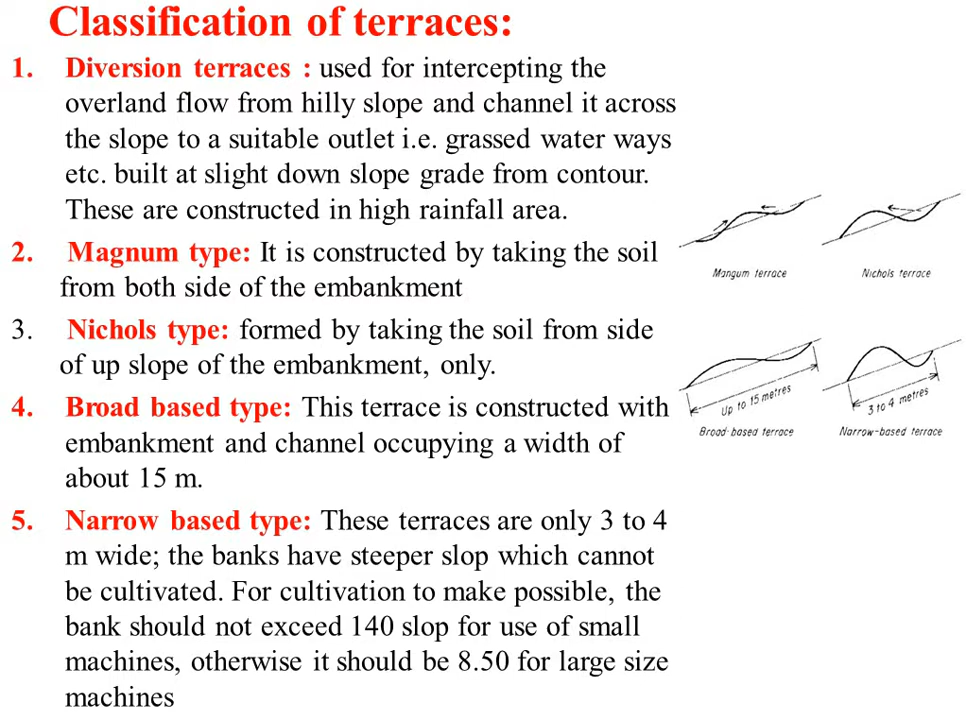 Classification of terraces:
1. Diversion terraces : used for intercepting the
overland flow from hilly slope and channel it across
the slope to a suitable outlet i.e. grassed water ways
etc. built at slight down slope grade from contour.
These are constructed in high rainfall area.
2. Magnum type: It is constructed by taking the soil
from both side of the embankment
3. Nichols type: formed by taking the soil from side
of up slope of the embankment, only.
4. Broad based type: This terrace is constructed with
embankment and channel occupying a width of
about 15 m.
5. Narrow based type: These terraces are only 3 to 4
m wide; the banks have steeper slop which cannot
be cultivated. For cultivation to make possible, the
bank should not exceed 140 slop for use of small
machines, otherwise it should be 8.50 for large size
machines
Mangum terrace
Nichols terrace
Up to 15 metres
3 to 4 metres
Broad-based terrace
Narrow-based terrace